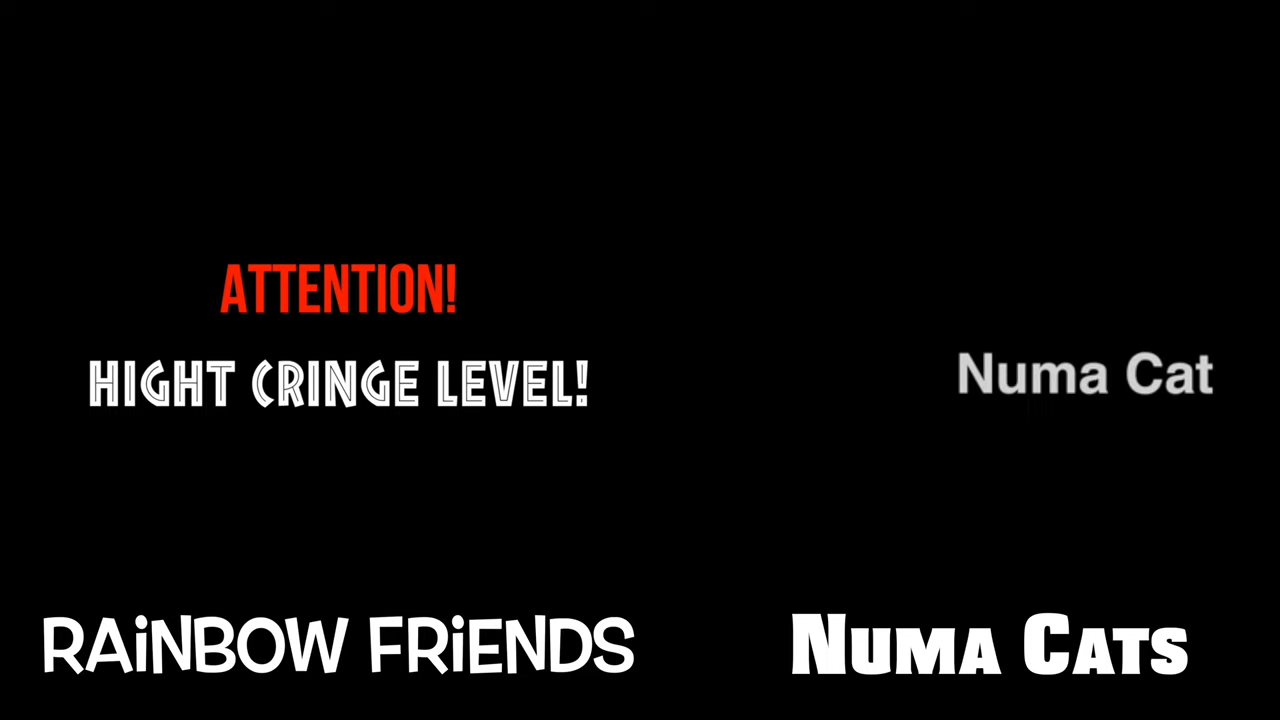 ATTENTION!
HIGHT CRINGE LEVEL!
Numa Cat
RAiNBOW FRiENDS
NUMA CATS